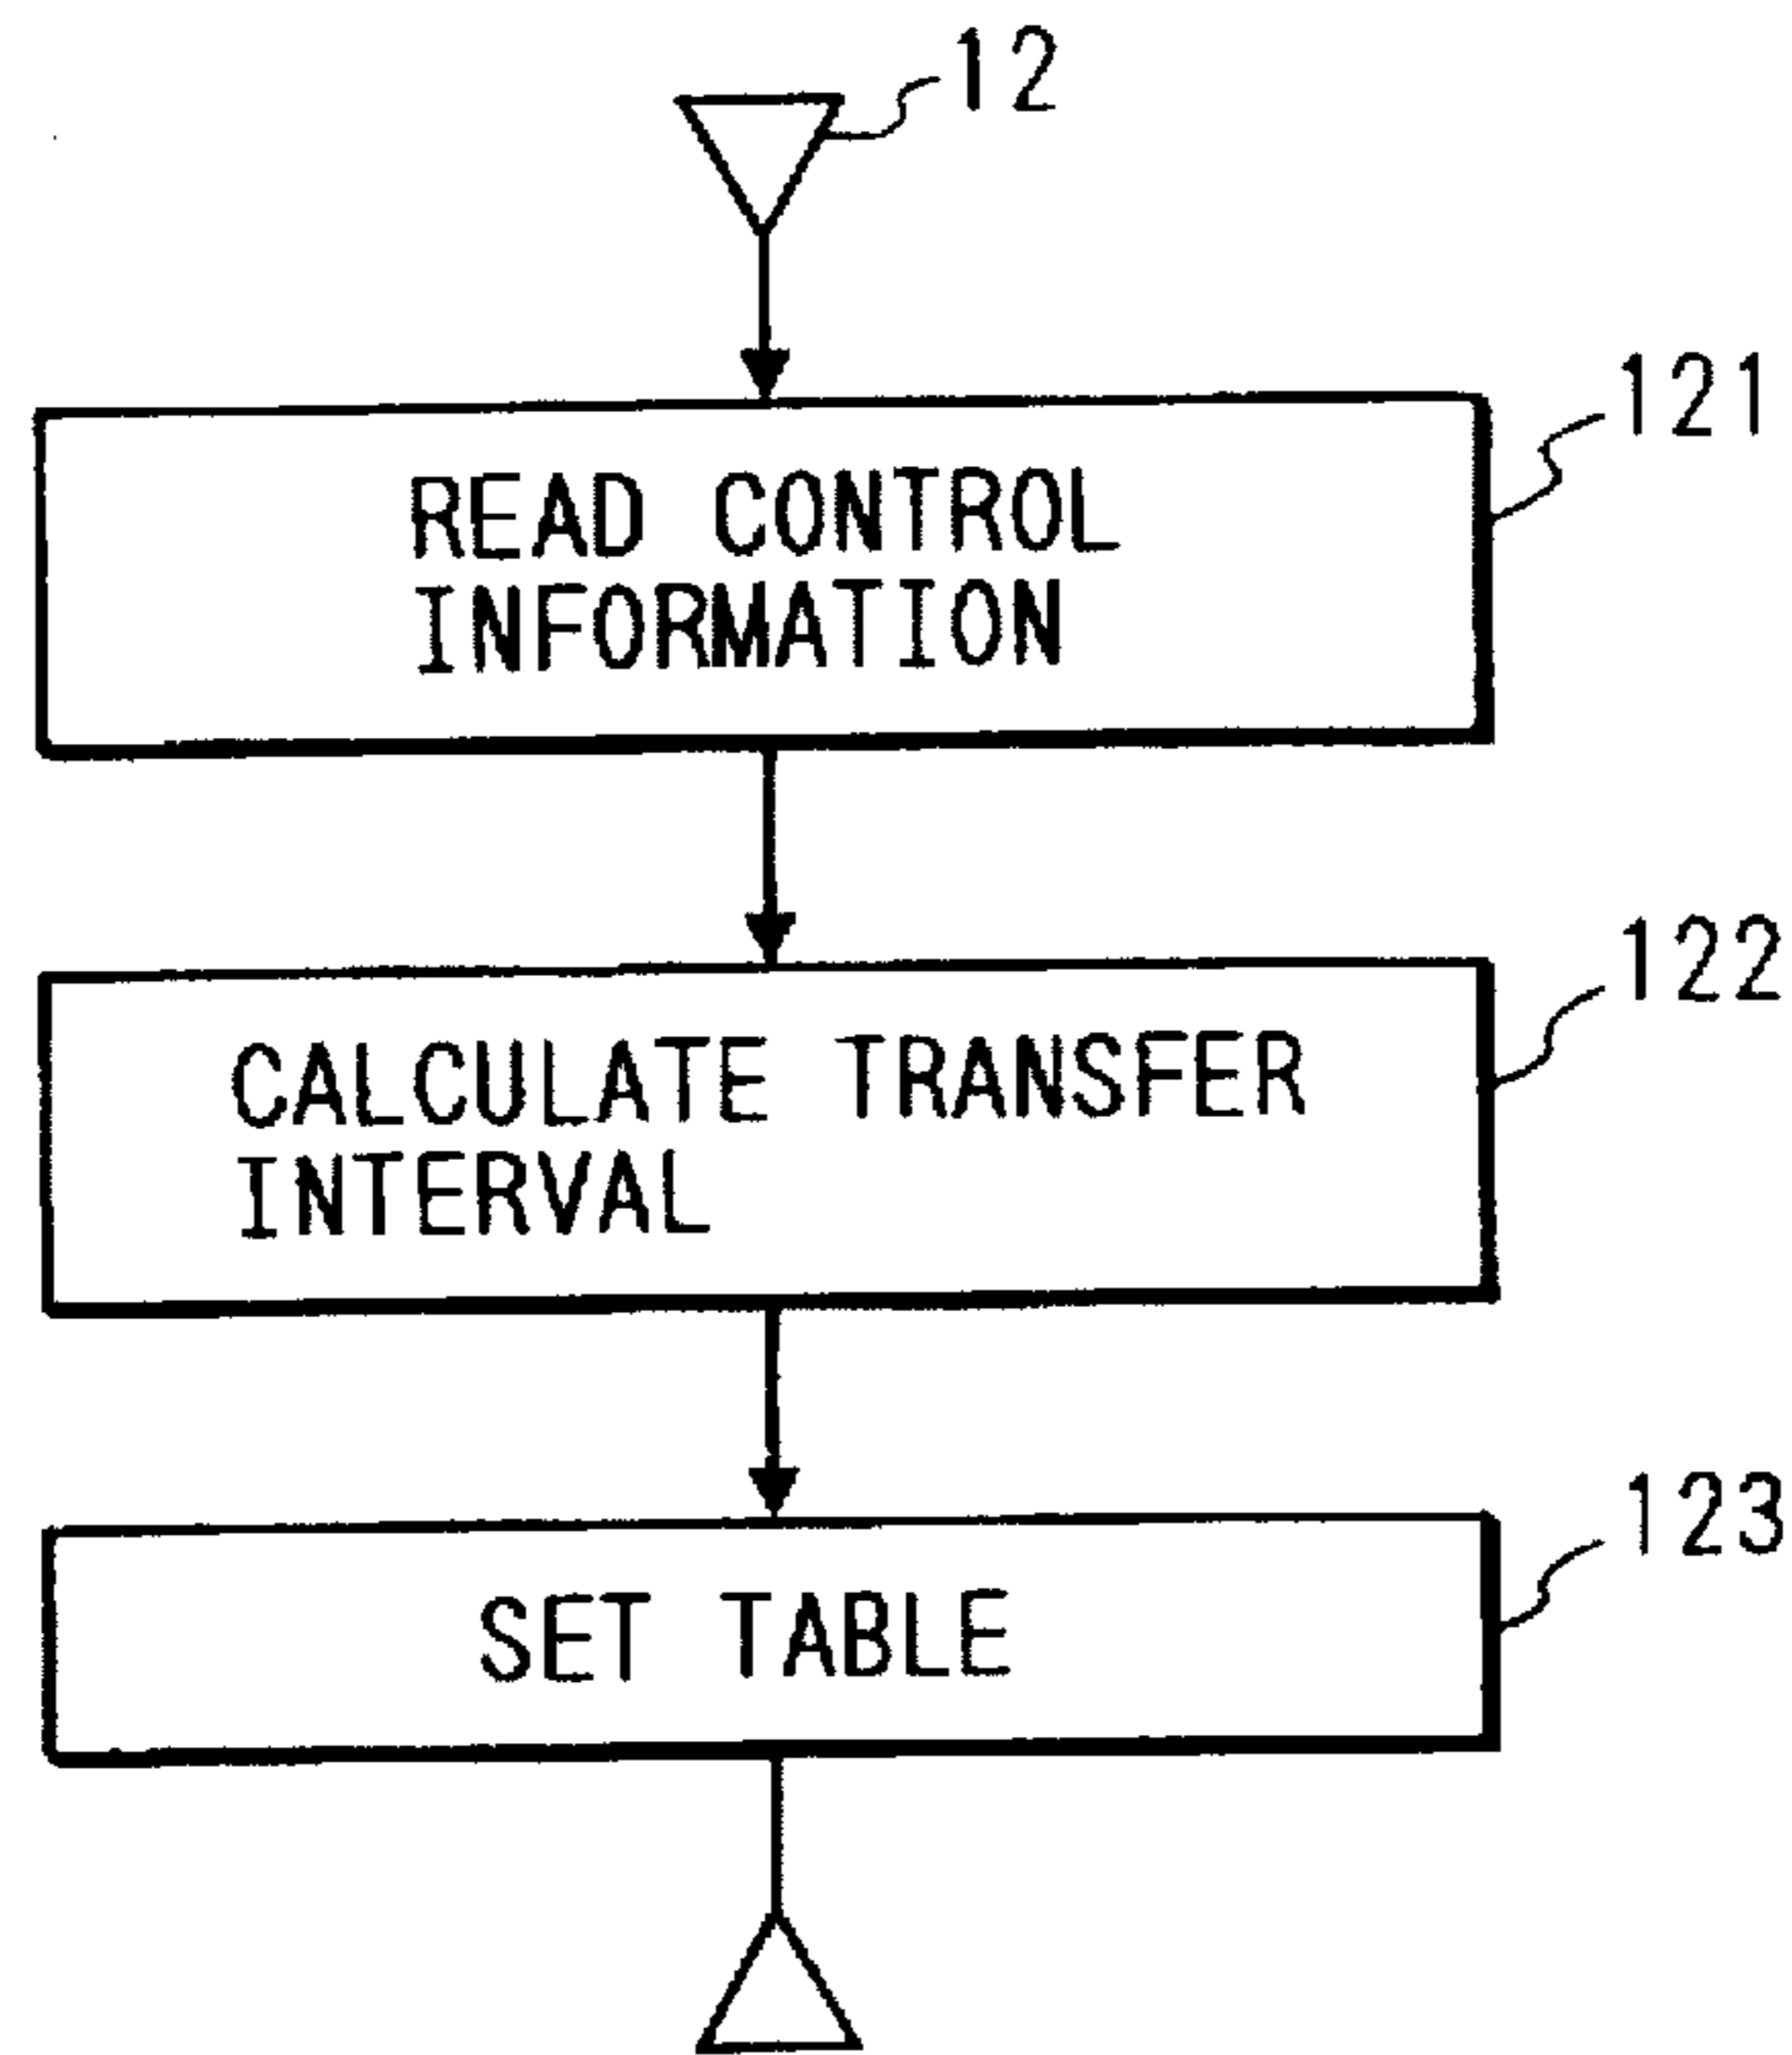 12
121
READ CONTROL
INFORMATION
122
CALCULATE TRANSFER
INTERVAL
123
SET TABLE